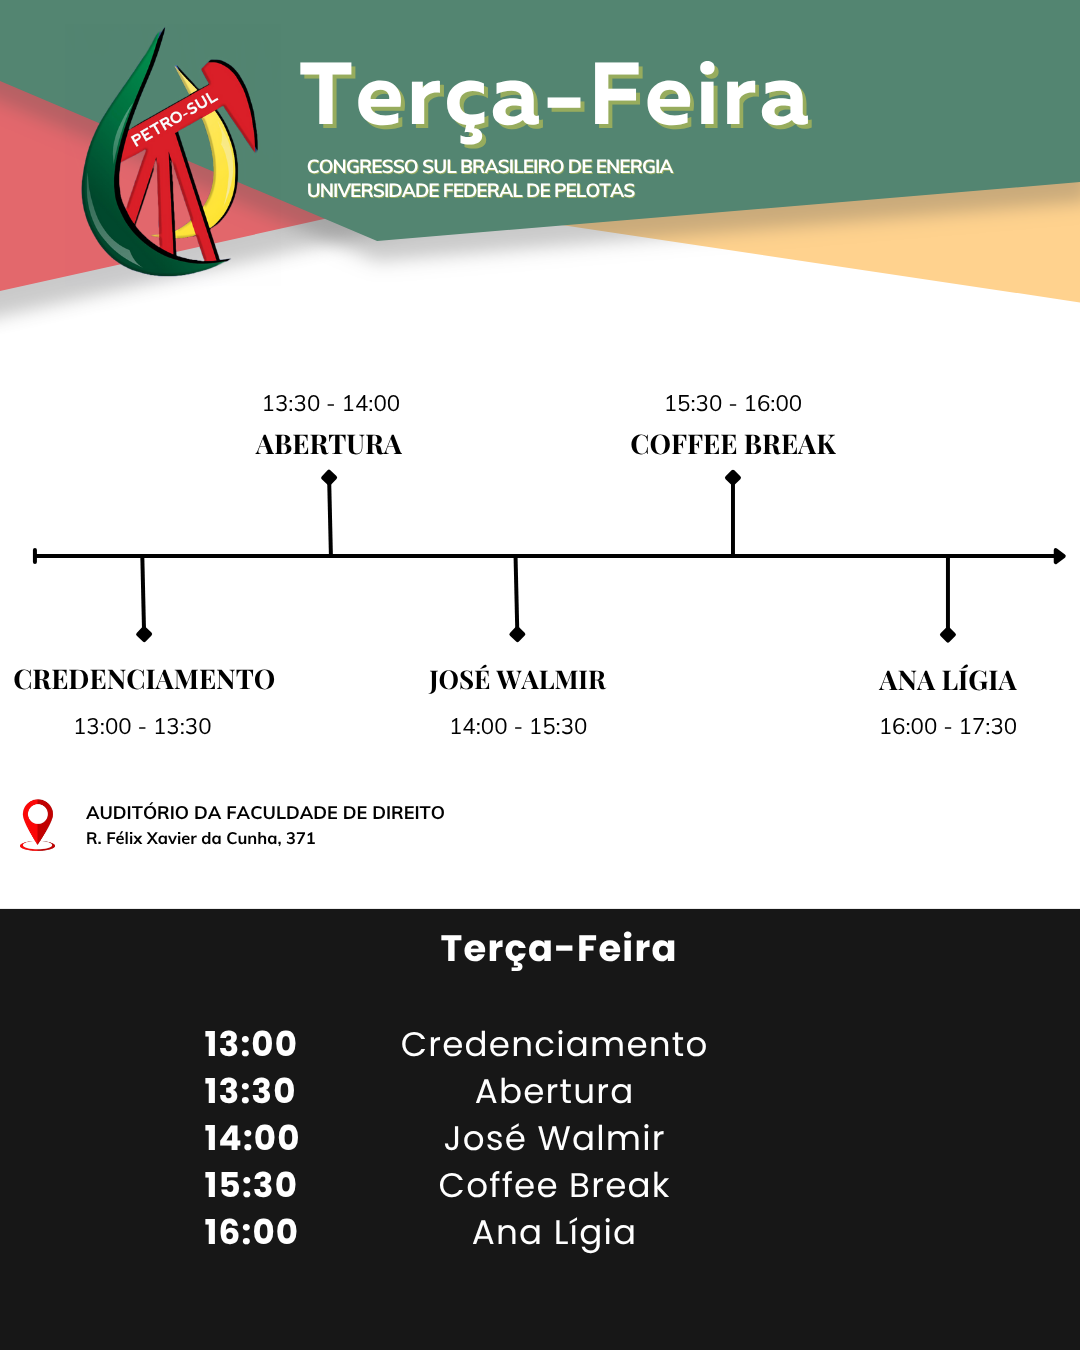 PETRO-SUL
Terça-Feira
CONGRESSO SUL BRASILEIRO DE ENERGIA
UNIVERSIDADE FEDERAL DE PELOTAS
13:30 - 14:00
15:30 - 16:00
ABERTURA
COFFEE BREAK
CREDENCIAMENTO
JOSÉ WALMIR
ANA LÍGIA
13:00 - 13:30
14:00 - 15:30
16:00 - 17:30
AUDITÓRIO DA FACULDADE DE DIREITO
R. Félix Xavier da Cunha, 371
Terça-Feira
13:00 Credenciamento
13:30 Abertura
14:00 José Walmir
15:30 Coffee Break
16:00 Ana Lígia